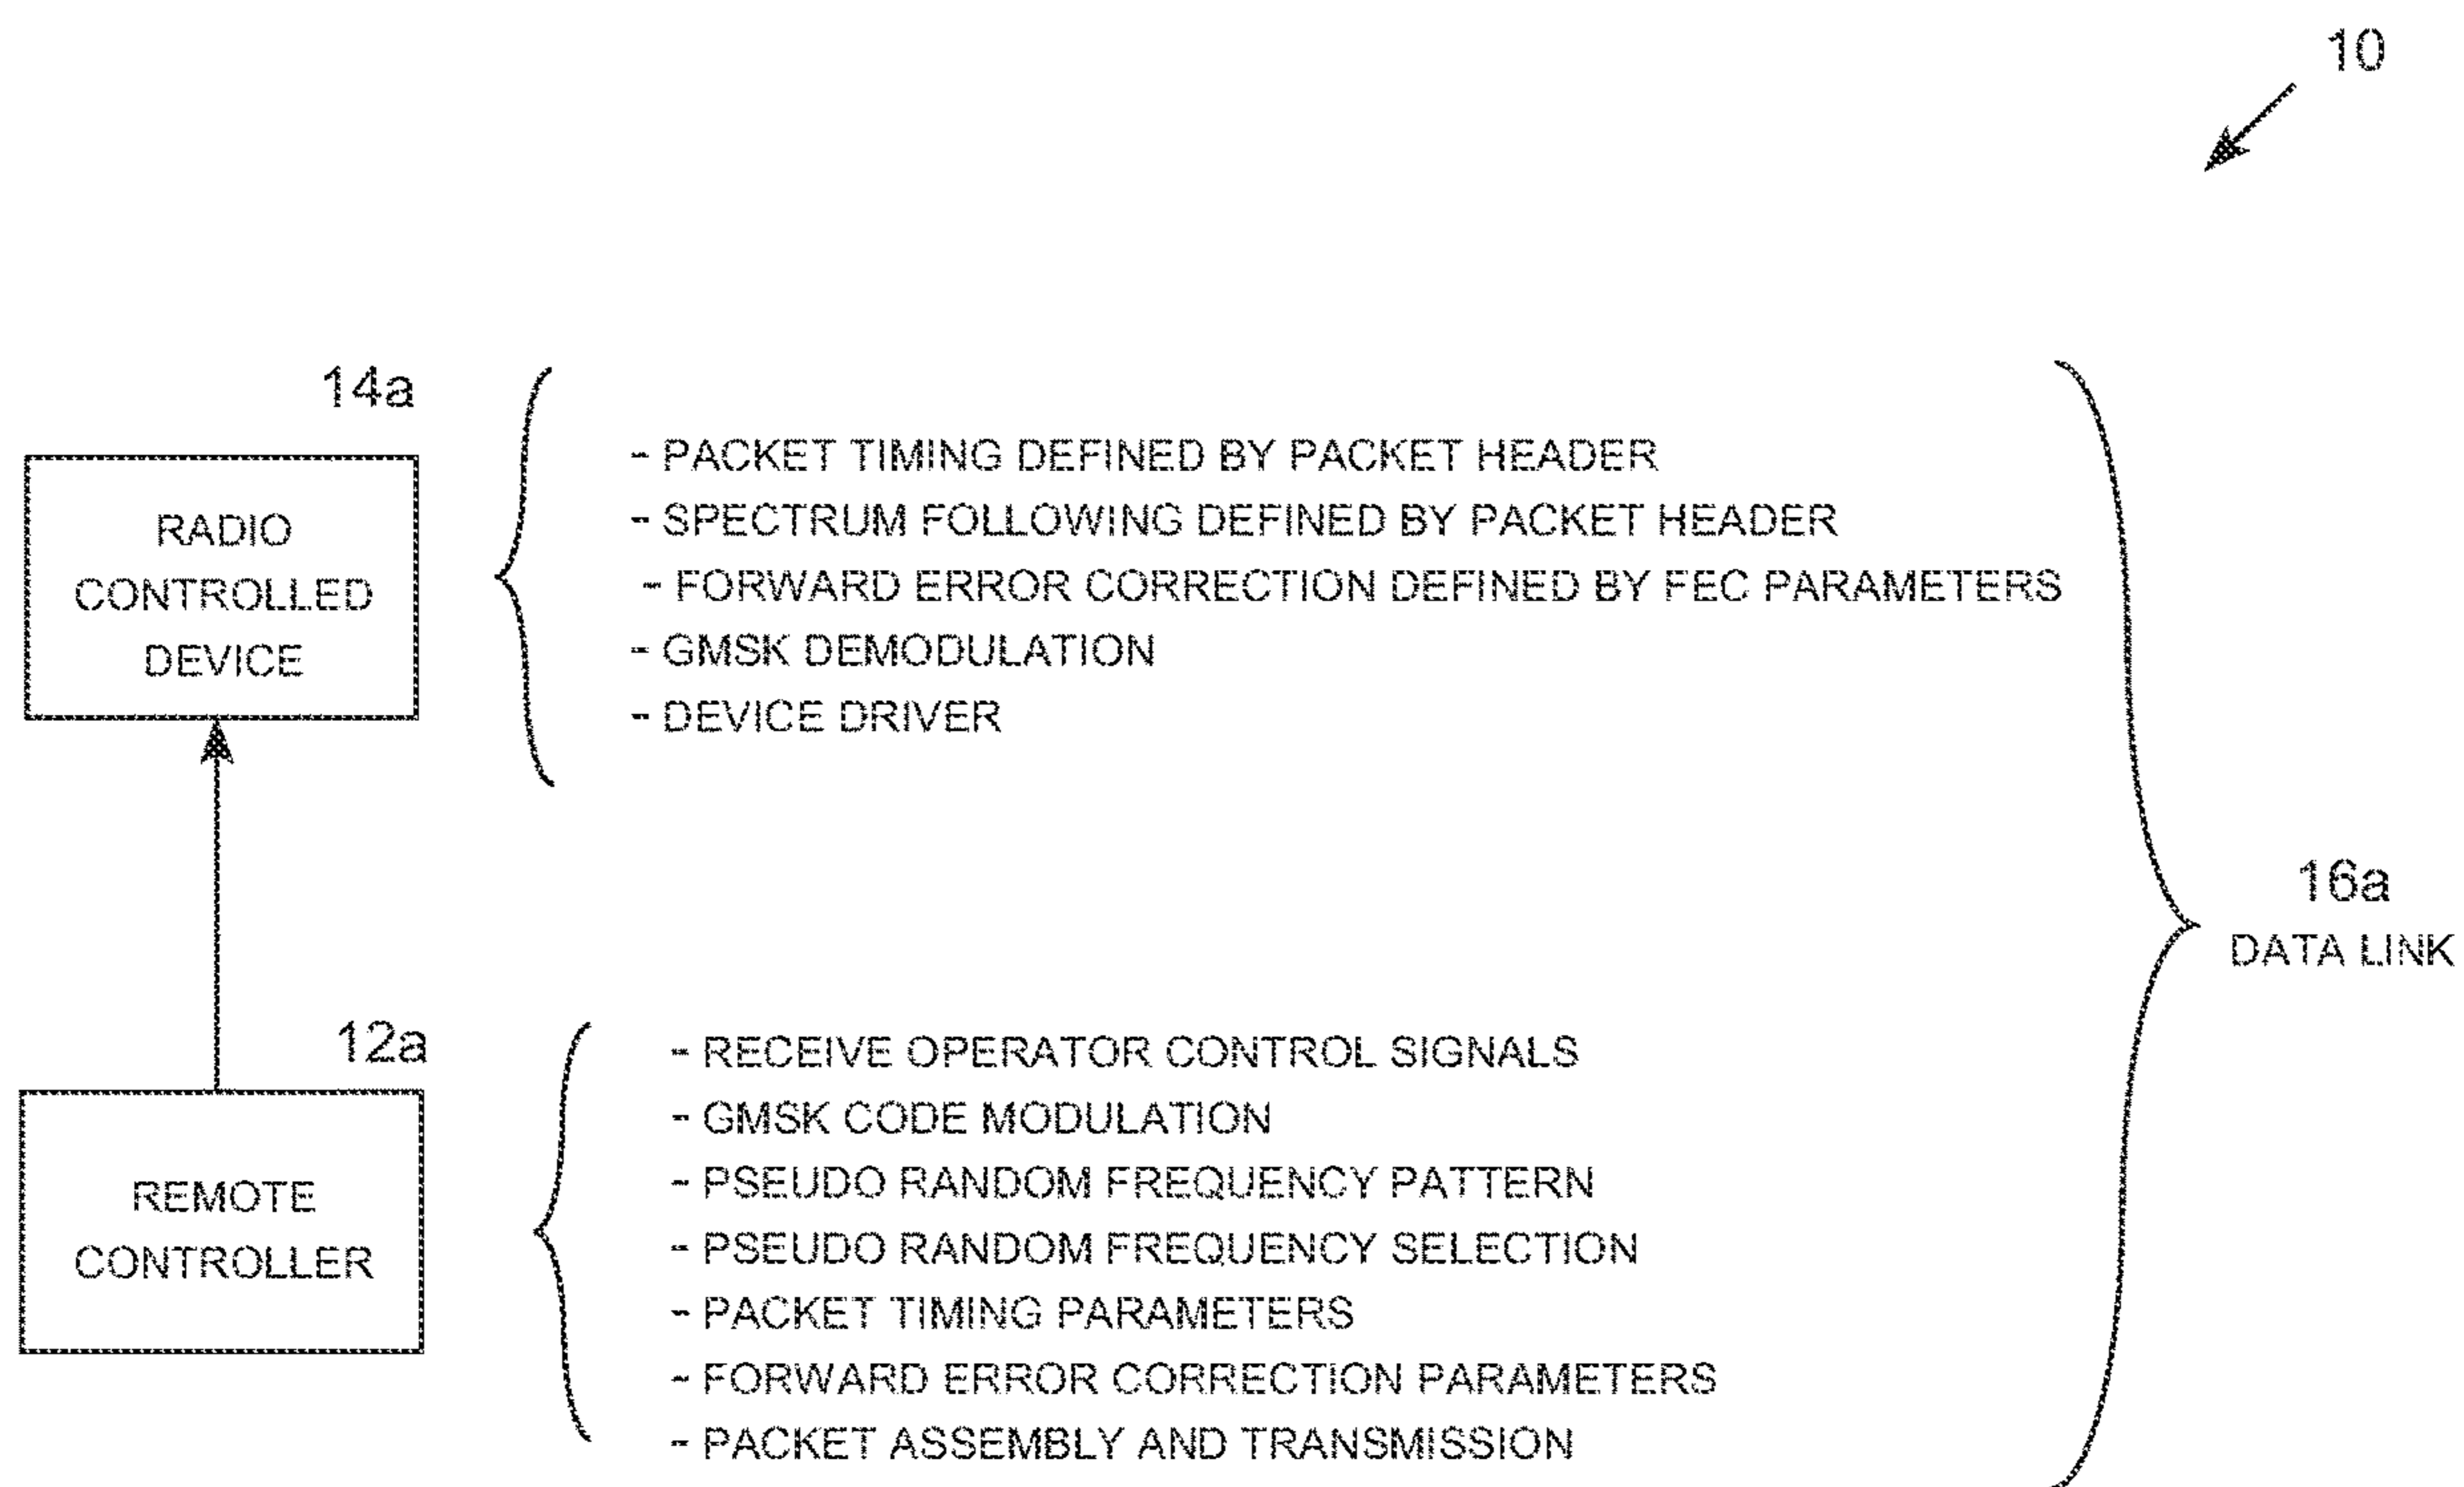 10
14a
RADIO
CONTROLLED
DEVICE
- PACKET TIMING DEFINED BY PACKET HEADER
- SPECTRUM FOLLOWING DEFINED BY PACKET HEADER
- FORWARD ERROR CORRECTION DEFINED BY FEC PARAMETERS
- GMSK DEMODULATION
- DEVICE DRIVER
16a
DATA LINK
12a
REMOTE
CONTROLLER
- RECEIVE OPERATOR CONTROL SIGNALS
- GMSK CODE MODULATION
- PSEUDO RANDOM FREQUENCY PATTERN
- PSEUDO RANDOM FREQUENCY SELECTION
- PACKET TIMING PARAMETERS
- FORWARD ERROR CORRECTION PARAMETERS
- PACKET ASSEMBLY AND TRANSMISSION